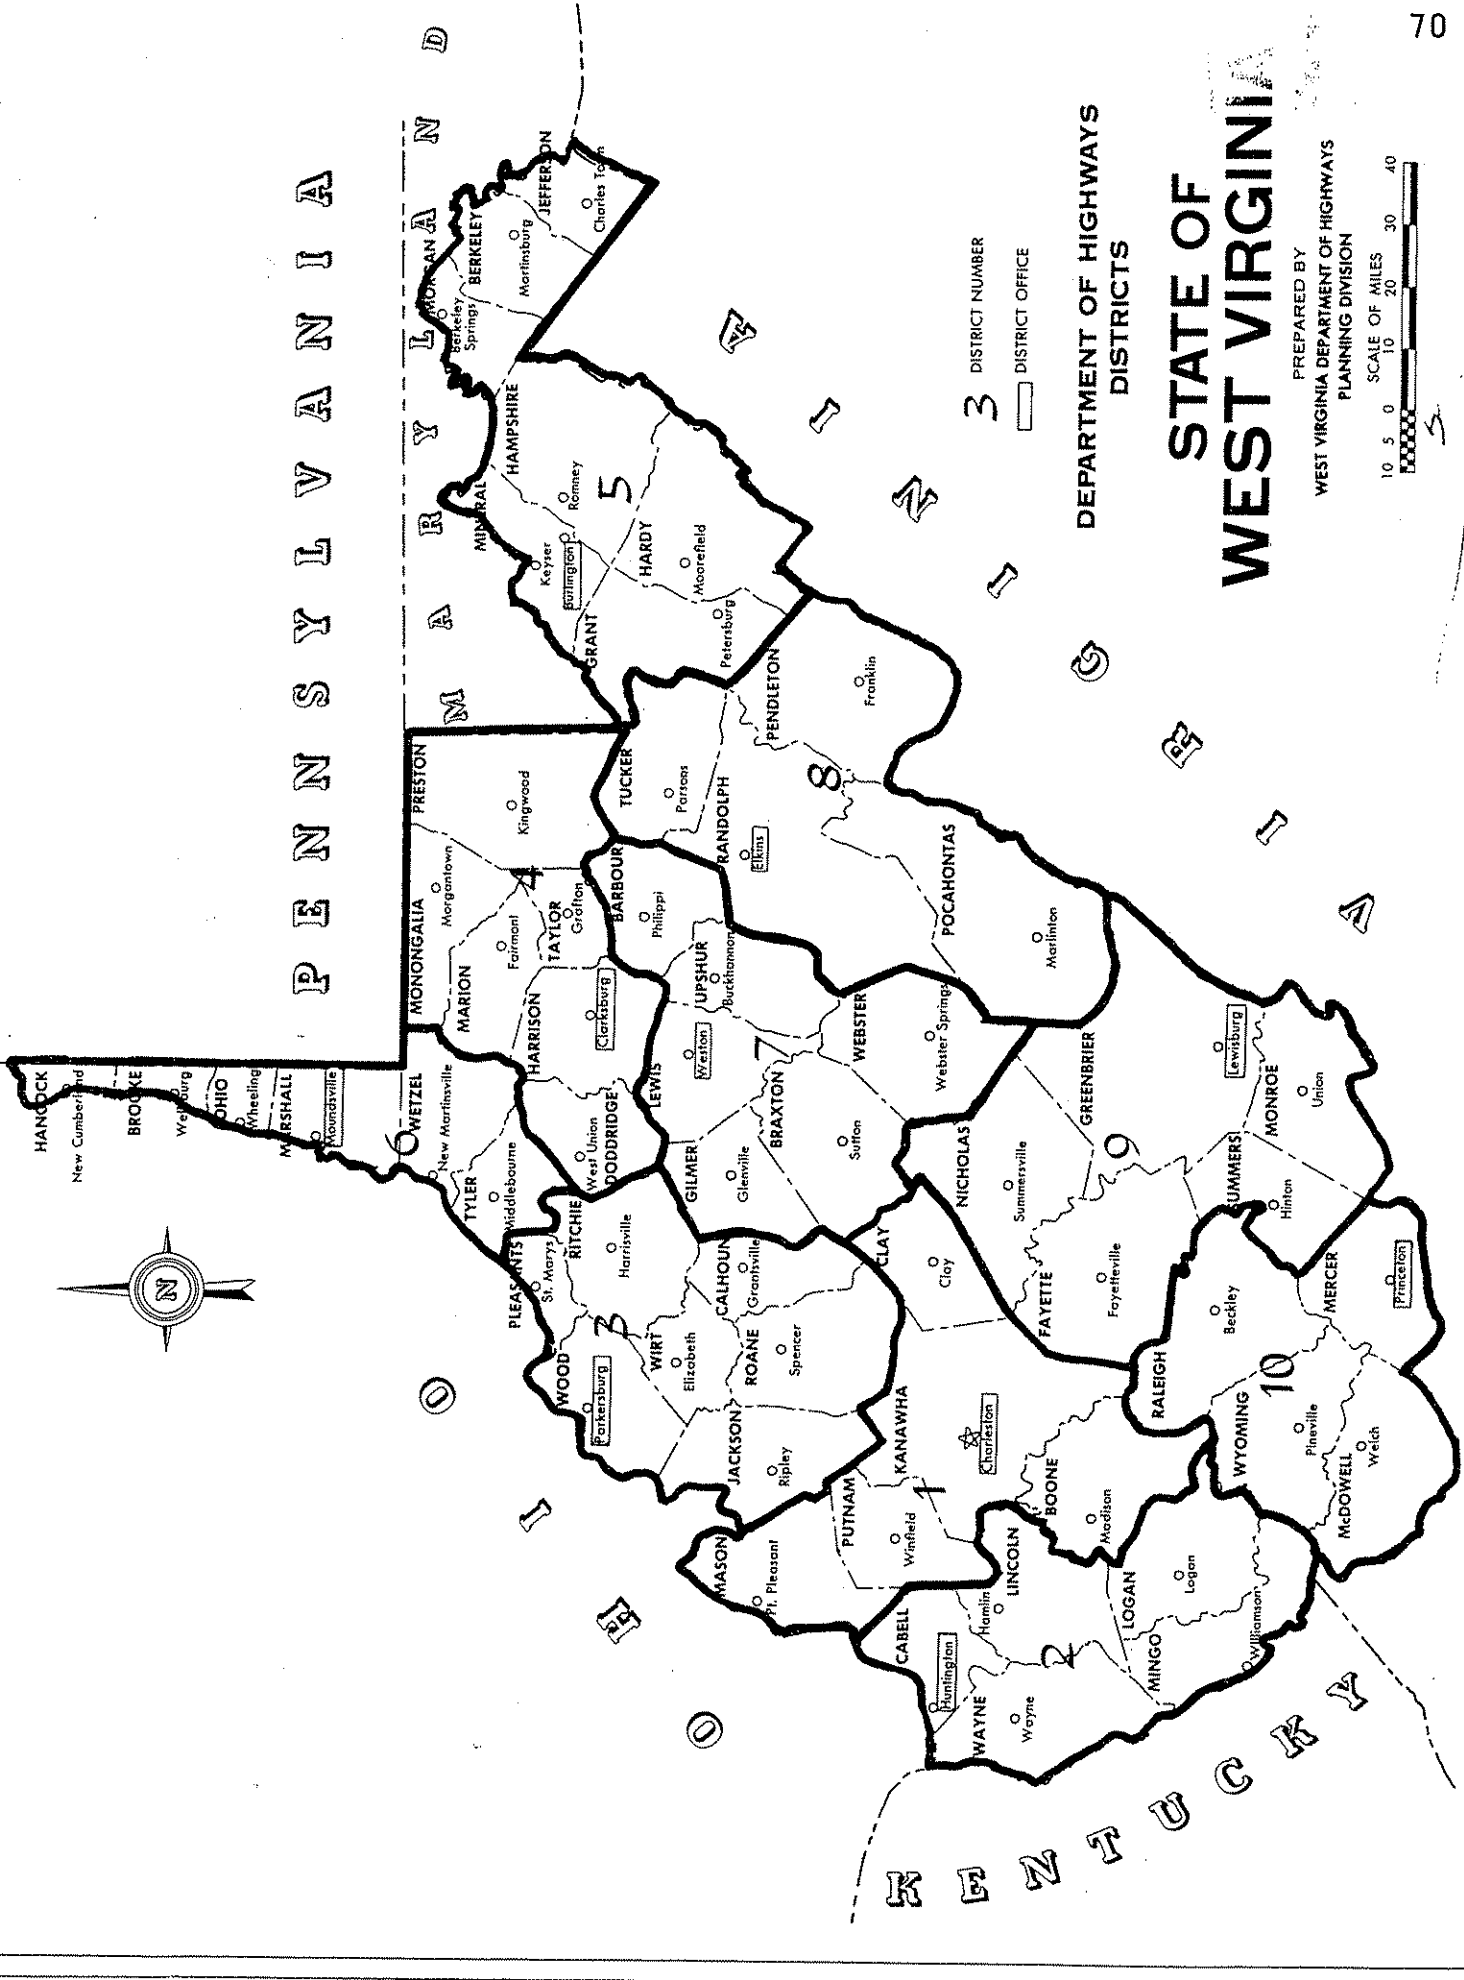 70
PENNSYLVANIA
MARYLAND
OHIO
KENTUCKY
VIRGINIA
HANCOCK
New Cumberland
BROOKE
Wellsburg
OHIO
Wheeling
MARSHALL
Moundsville
6
WETZEL
New Martinsville
TYLER
Middlebourne
MONONGALIA
Morgantown
MARION
Fairmont
PRESTON
Kingwood
4
TAYLOR
Grafton
HARRISON
Clarksburg
DODDRIDGE
West Union
PLEASANTS
St. Marys
RITCHIE
Harrisville
WOOD
Parkersburg
3
WIRT
Elizabeth
CALHOUN
Grantsville
ROANE
Spencer
JACKSON
Ripley
MASON
Pt. Pleasant
PUTNAM
Winfield
1
KANAWHA
Charleston
CLAY
Clay
BOONE
Madison
CABELL
Huntington
LINCOLN
Hamlin
2
WAYNE
Wayne
LOGAN
Logan
MINGO
Williamson
BARBOUR
Philippi
LEWIS
Weston
UPSHUR
Buckhannon
7
GILMER
Glenville
BRAXTON
Sutton
WEBSTER
Webster Springs
TUCKER
Parsons
RANDOLPH
Elkins
8
PENDLETON
Franklin
POCAHONTAS
Marlinton
NICHOLAS
Summersville
GREENBRIER
Lewisburg
9
FAYETTE
Fayetteville
SUMMERS
Hinton
MONROE
Union
RALEIGH
Beckley
MERCER
Princeton
10
WYOMING
Pineville
McDOWELL
Welch
MORGAN
Berkeley
Springs
BERKELEY
Martinsburg
JEFFERSON
Charles Town
HAMPSHIRE
Romney
MINERAL
Keyser
Burlington
5
HARDY
Moorefield
GRANT
Petersburg
N
3 DISTRICT NUMBER
DISTRICT OFFICE
DEPARTMENT OF HIGHWAYS
DISTRICTS
STATE OF
WEST VIRGINIA
PREPARED BY
WEST VIRGINIA DEPARTMENT OF HIGHWAYS
PLANNING DIVISION
SCALE OF MILES
10 5 0 10 20 30 40
5